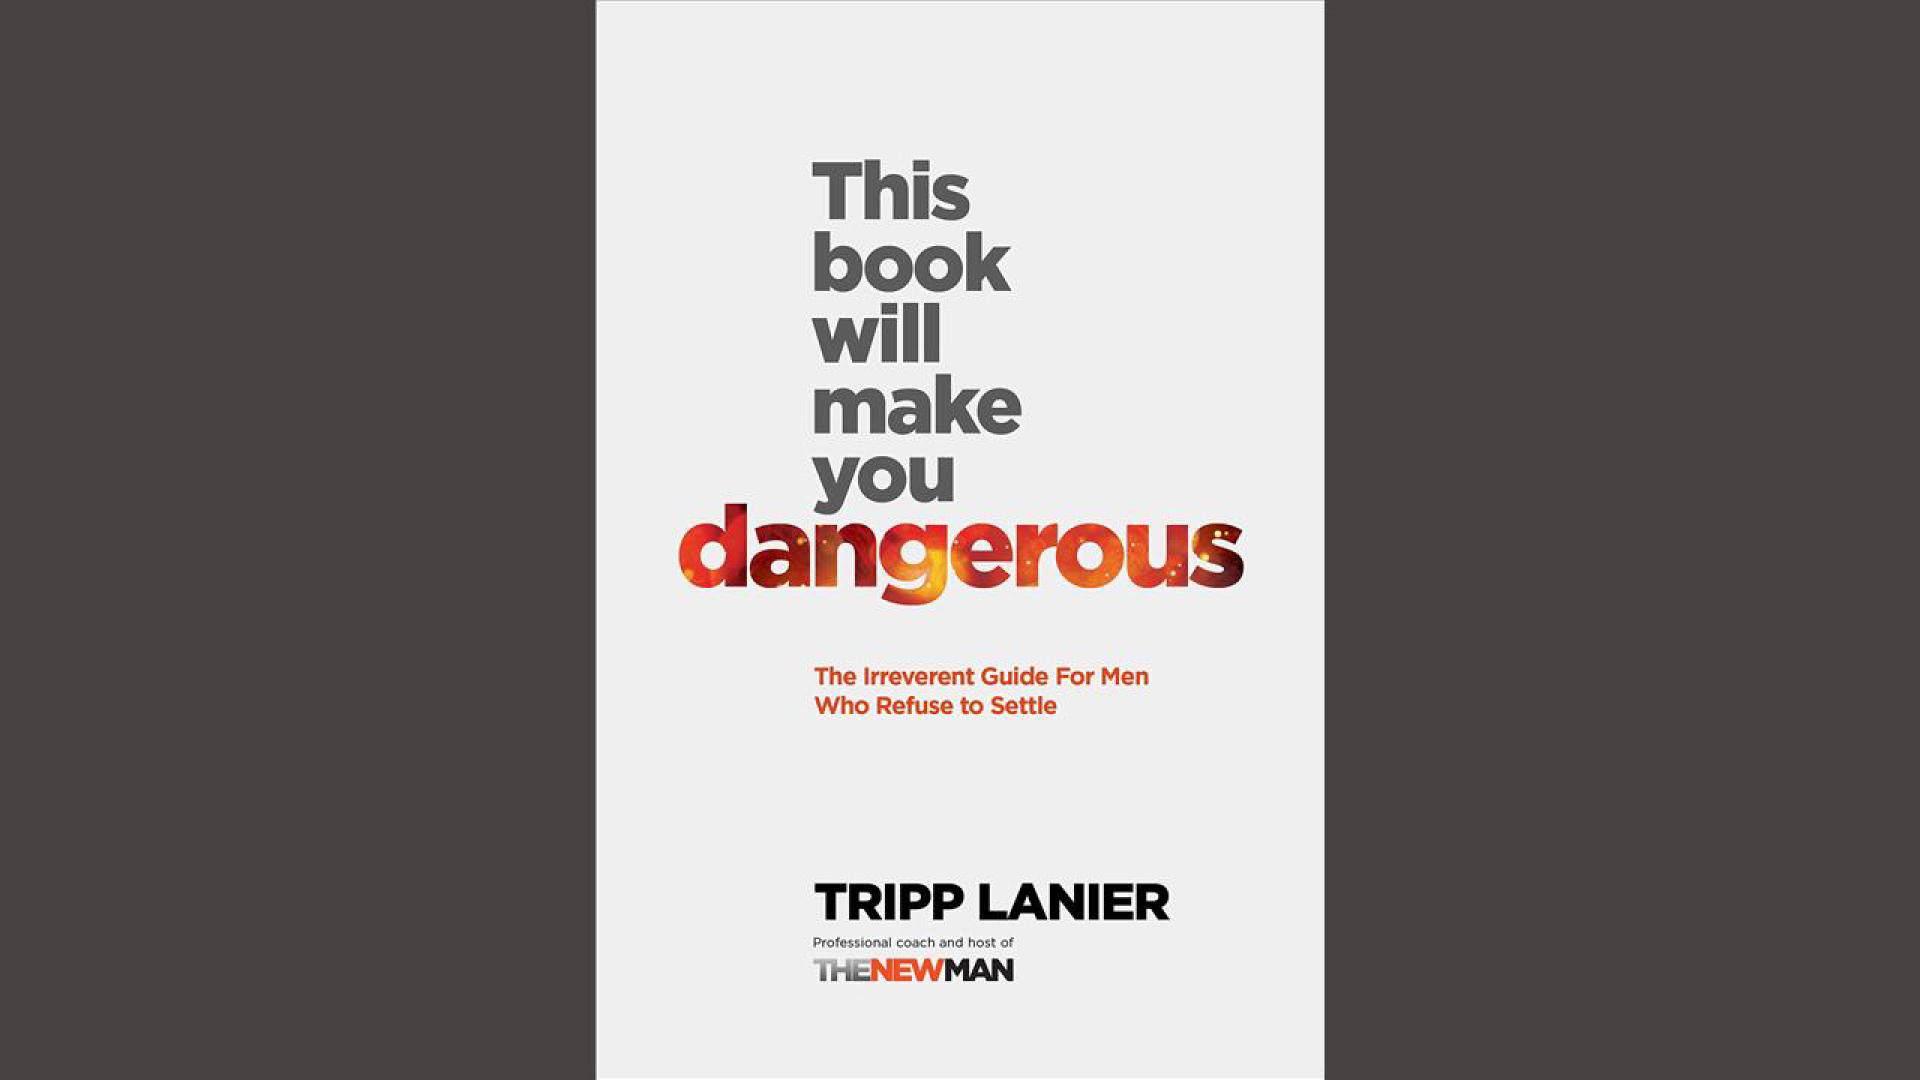 This
book
will
make
you
dangerous
The Irreverent Guide For Men
Who Refuse to Settle
TRIPP LANIER
Professional coach and host of
THENEWMAN